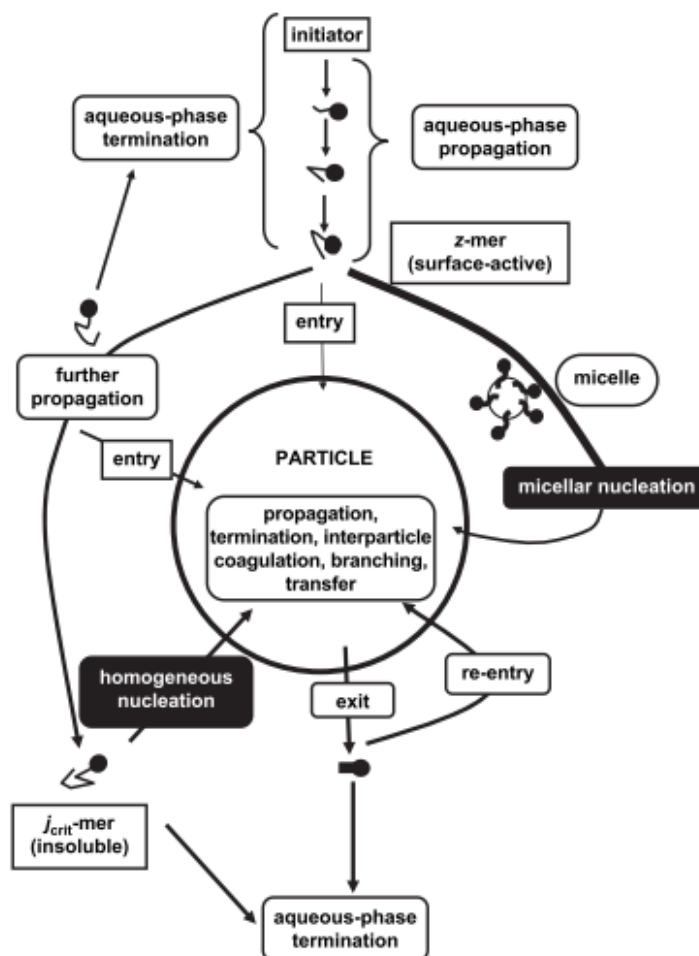 initiator
aqueous-phase
termination
aqueous-phase
propagation
z-mer
(surface-active)
entry
further
propagation
micelle
entry
PARTICLE
micellar nucleation
propagation,
termination, interparticle
coagulation, branching,
transfer
homogeneous
nucleation
exit
re-entry
jcrit-mer
(insoluble)
aqueous-phase
termination